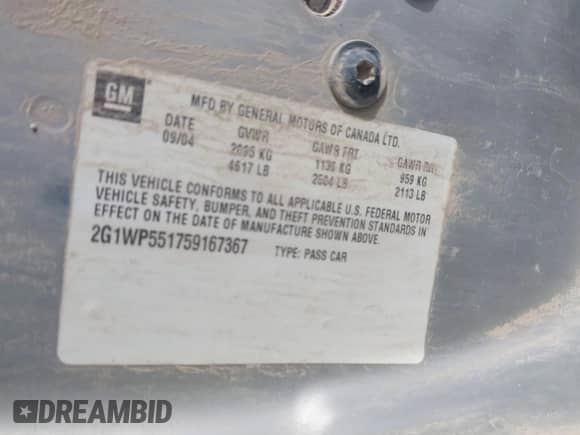 GM
MFD BY GENERAL MOTORS OF CANADA LTD.
DATE GVWR GAWR FRT GAWR RR
09/04 2095 KG 1136 KG 959 KG
4617 LB 2504 LB 2113 LB
THIS VEHICLE CONFORMS TO ALL APPLICABLE U.S. FEDERAL MOTOR
VEHICLE SAFETY, BUMPER, AND THEFT PREVENTION STANDARDS IN
EFFECT ON THE DATE OF MANUFACTURE SHOWN ABOVE.
2G1WP551759167367 TYPE: PASS CAR
DREAMBID